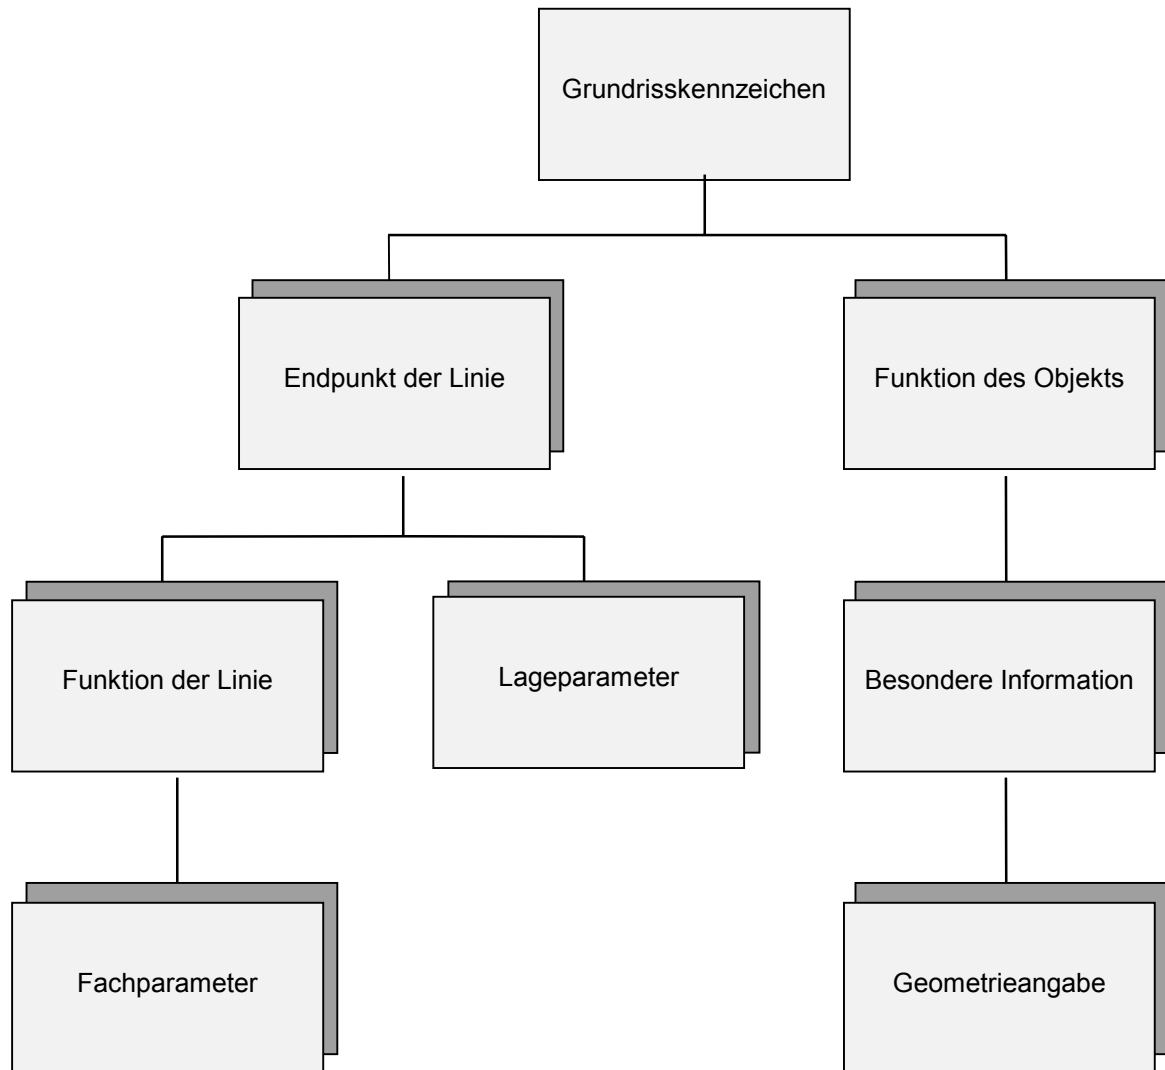 Grundrisskennzeichen
Endpunkt der Linie
Funktion des Objekts
Funktion der Linie
Lageparameter
Besondere Information
Fachparameter
Geometrieangabe